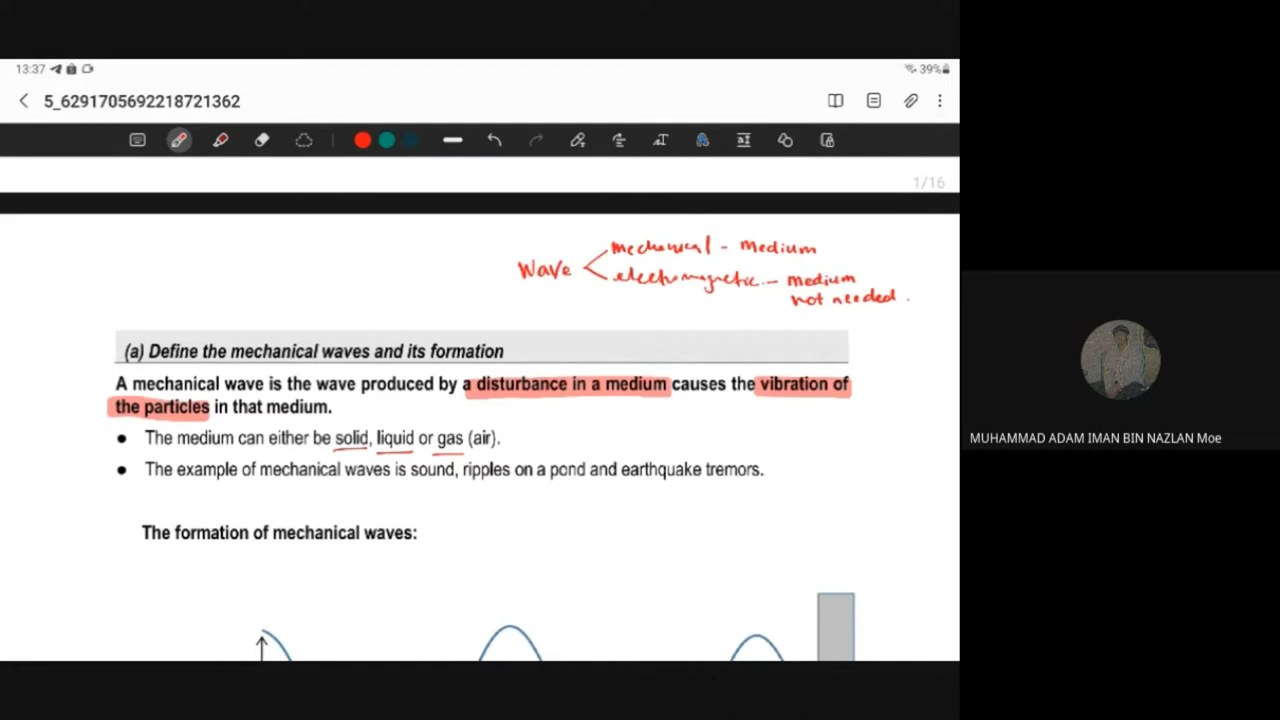 13:37
39%
5_6291705692218721362
1/16
Wave
mechanical - medium
electromagnetic - medium
not needed.
(a) Define the mechanical waves and its formation
A mechanical wave is the wave produced by a disturbance in a medium causes the vibration of
the particles in that medium.
● The medium can either be solid, liquid or gas (air).
● The example of mechanical waves is sound, ripples on a pond and earthquake tremors.
The formation of mechanical waves:
MUHAMMAD ADAM IMAN BIN NAZLAN Moe